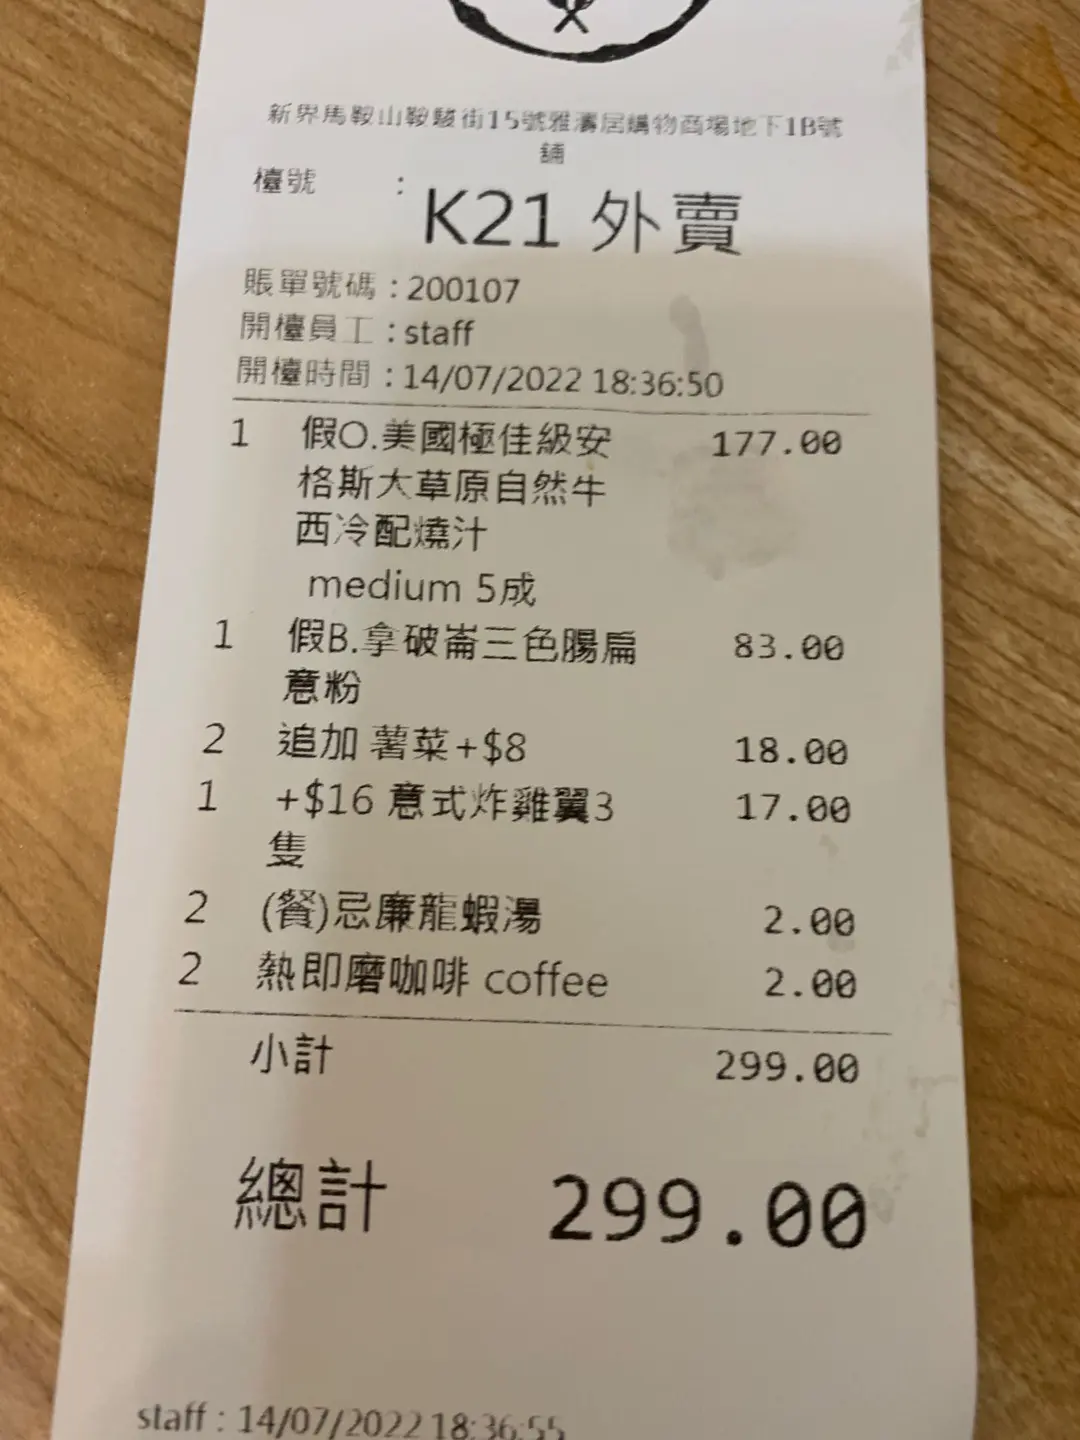 新界馬鞍山鞍駿街15號雅濤居購物商場地下1B號
舖
檯號 : K21 外賣
賬單號碼 : 200107
開檯員工 : staff
開檯時間 : 14/07/2022 18:36:50
1 假O.美國極佳級安 177.00
格斯大草原自然牛
西冷配燒汁
medium 5成
1 假B.拿破崙三色腸扁 83.00
意粉
2 追加 薯菜+$8 18.00
1 +$16 意式炸雞翼3 17.00
隻
2 (餐)忌廉龍蝦湯 2.00
2 熱即磨咖啡 coffee 2.00
小計 299.00
總計 299.00
staff : 14/07/2022 18:36:55